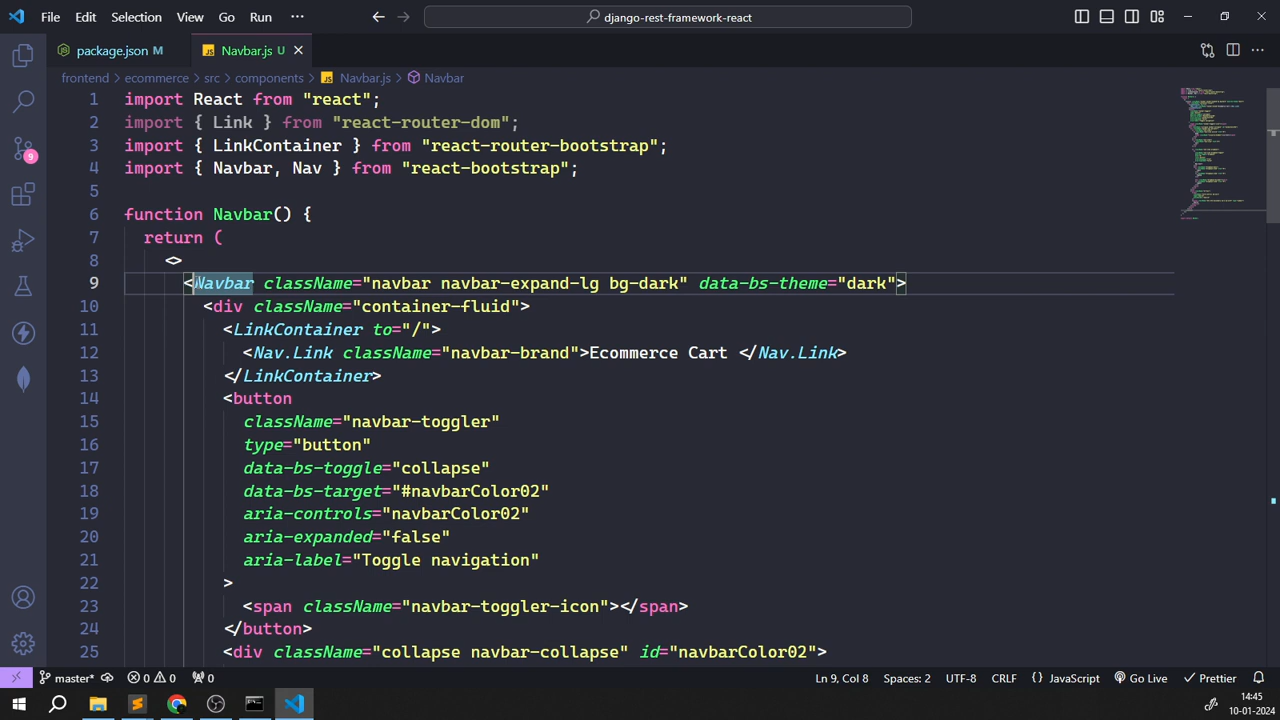 File Edit Selection View Go Run ··· django-rest-framework-react
package.json M Navbar.js U
frontend > ecommerce > src > components > Navbar.js > Navbar
1 import React from "react";
2 import { Link } from "react-router-dom";
3 import { LinkContainer } from "react-router-bootstrap";
4 import { Navbar, Nav } from "react-bootstrap";
5
6 function Navbar() {
7 return (
8 <>
9 <Navbar className="navbar navbar-expand-lg bg-dark" data-bs-theme="dark">
10 <div className="container-fluid">
11 <LinkContainer to="/">
12 <Nav.Link className="navbar-brand">Ecommerce Cart </Nav.Link>
13 </LinkContainer>
14 <button
15 className="navbar-toggler"
16 type="button"
17 data-bs-toggle="collapse"
18 data-bs-target="#navbarColor02"
19 aria-controls="navbarColor02"
20 aria-expanded="false"
21 aria-label="Toggle navigation"
22 >
23 <span className="navbar-toggler-icon"></span>
24 </button>
25 <div className="collapse navbar-collapse" id="navbarColor02">
9
master* 0 0 0 Ln 9, Col 8 Spaces: 2 UTF-8 CRLF {} JavaScript Go Live Prettier
14:45
10-01-2024